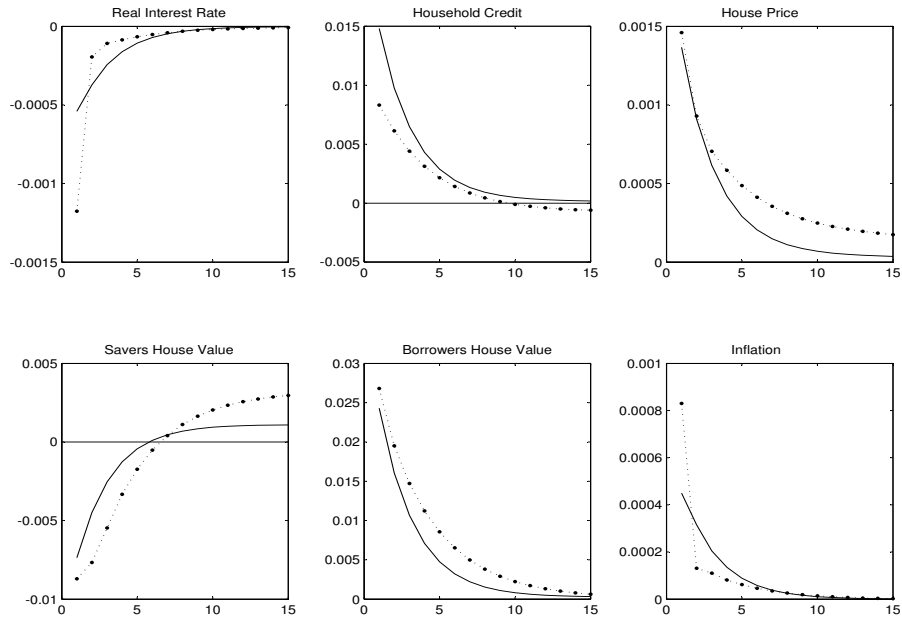 Real Interest Rate
0
-0.0005
-0.001
-0.0015
0 5 10 15
Household Credit
0.015
0.01
0.005
0
-0.005
0 5 10 15
House Price
0.0015
0.001
0.0005
0
0 5 10 15
Savers House Value
0.005
0
-0.005
-0.01
0 5 10 15
Borrowers House Value
0.03
0.025
0.02
0.015
0.01
0.005
0
0 5 10 15
Inflation
0.001
0.0008
0.0006
0.0004
0.0002
0
0 5 10 15